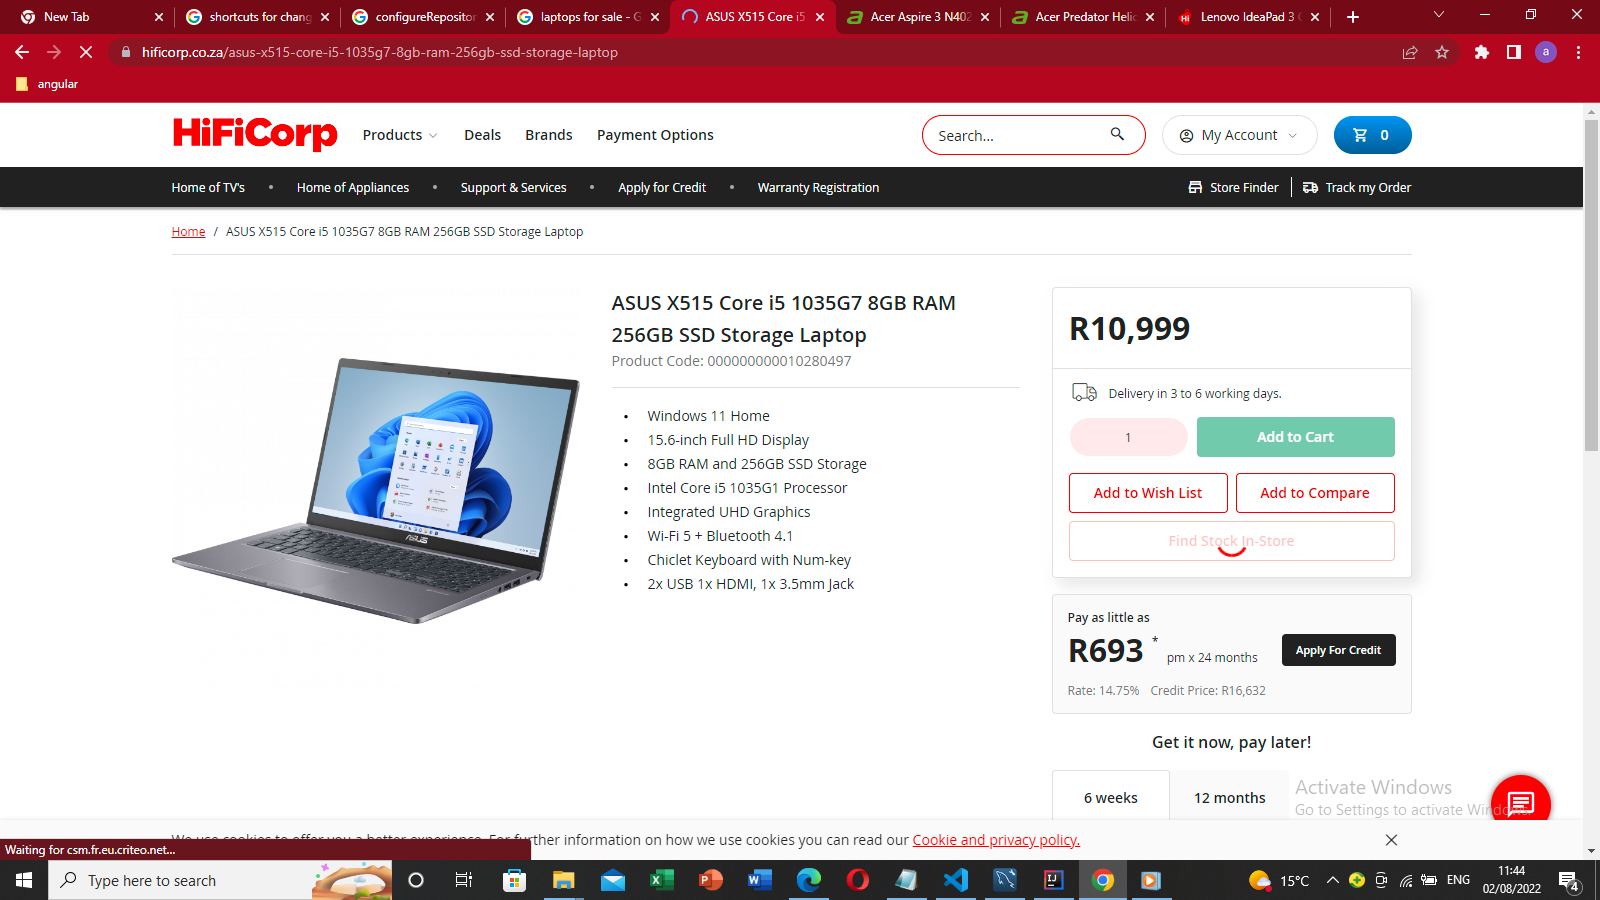 New Tab
shortcuts for chang
configureRepositor
laptops for sale - G
ASUS X515 Core i5
Acer Aspire 3 N402
Acer Predator Helio
Lenovo IdeaPad 3
hificorp.co.za/asus-x515-core-i5-1035g7-8gb-ram-256gb-ssd-storage-laptop
a
angular
HiFiCorp
Products
Deals
Brands
Payment Options
Search...
My Account
0
Home of TV's
Home of Appliances
Support & Services
Apply for Credit
Warranty Registration
Store Finder
Track my Order
Home / ASUS X515 Core i5 1035G7 8GB RAM 256GB SSD Storage Laptop
ASUS X515 Core i5 1035G7 8GB RAM
256GB SSD Storage Laptop
Product Code: 000000000010280497
• Windows 11 Home
• 15.6-inch Full HD Display
• 8GB RAM and 256GB SSD Storage
• Intel Core i5 1035G1 Processor
• Integrated UHD Graphics
• Wi-Fi 5 + Bluetooth 4.1
• Chiclet Keyboard with Num-key
• 2x USB 1x HDMI, 1x 3.5mm Jack
ASUS
R10,999
Delivery in 3 to 6 working days.
1
Add to Cart
Add to Wish List
Add to Compare
Find Stock In-Store
Pay as little as
R693 * pm x 24 months
Apply For Credit
Rate: 14.75% Credit Price: R16,632
Get it now, pay later!
6 weeks
12 months
Activate Windows
Go to Settings to activate Windows.
We use cookies to offer you a better experience. For further information on how we use cookies you can read our Cookie and privacy policy.
Waiting for csm.fr.eu.criteo.net...
Type here to search
15°C
ENG
11:44
02/08/2022
4